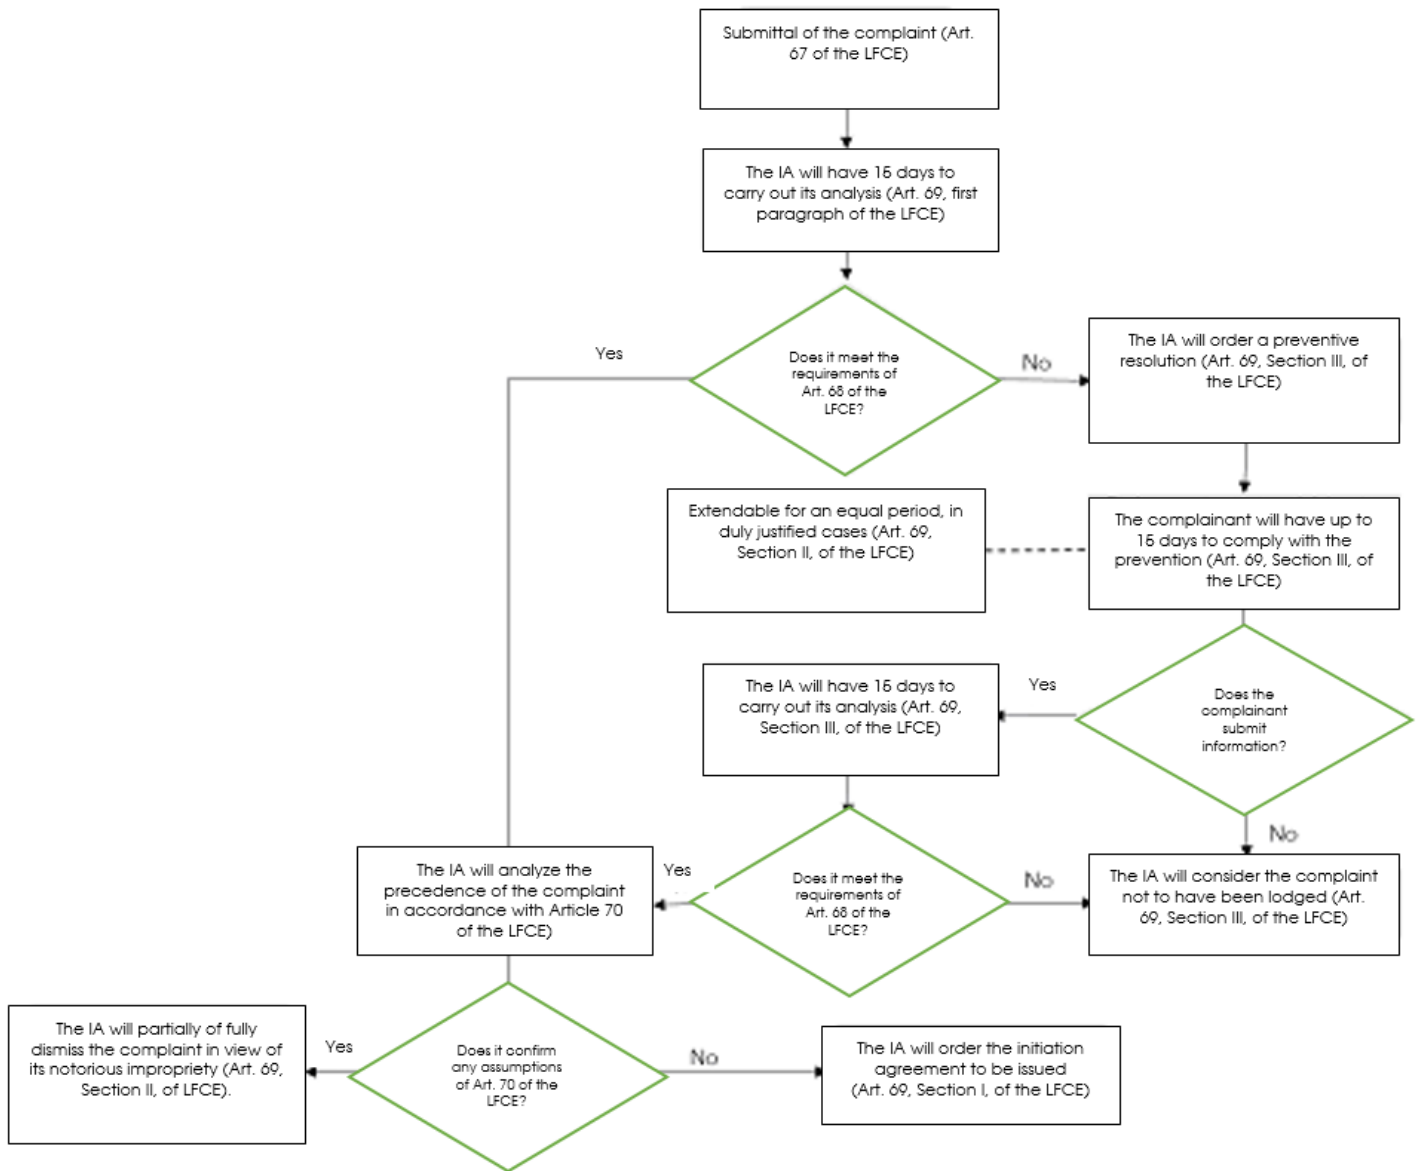 Submittal of the complaint (Art.
67 of the LFCE)
The IA will have 15 days to
carry out its analysis (Art. 69, first
paragraph of the LFCE)
Does it meet the
requirements of
Art. 68 of the
LFCE?
Yes
No
The IA will order a preventive
resolution (Art. 69, Section III, of
the LFCE)
Extendable for an equal period, in
duly justified cases (Art. 69,
Section II, of the LFCE)
The complainant will have up to
15 days to comply with the
prevention (Art. 69, Section III, of
the LFCE)
Does the
complainant
submit
information?
Yes
No
The IA will have 15 days to
carry out its analysis (Art. 69,
Section III, of the LFCE)
Does it meet the
requirements of
Art. 68 of the
LFCE?
Yes
No
The IA will consider the complaint
not to have been lodged (Art.
69, Section III, of the LFCE)
The IA will analyze the
precedence of the complaint
in accordance with Article 70
of the LFCE)
Does it confirm
any assumptions
of Art. 70 of the
LFCE?
Yes
No
The IA will partially of fully
dismiss the complaint in view of
its notorious impropriety (Art. 69,
Section II, of LFCE).
The IA will order the initiation
agreement to be issued
(Art. 69, Section I, of the LFCE)